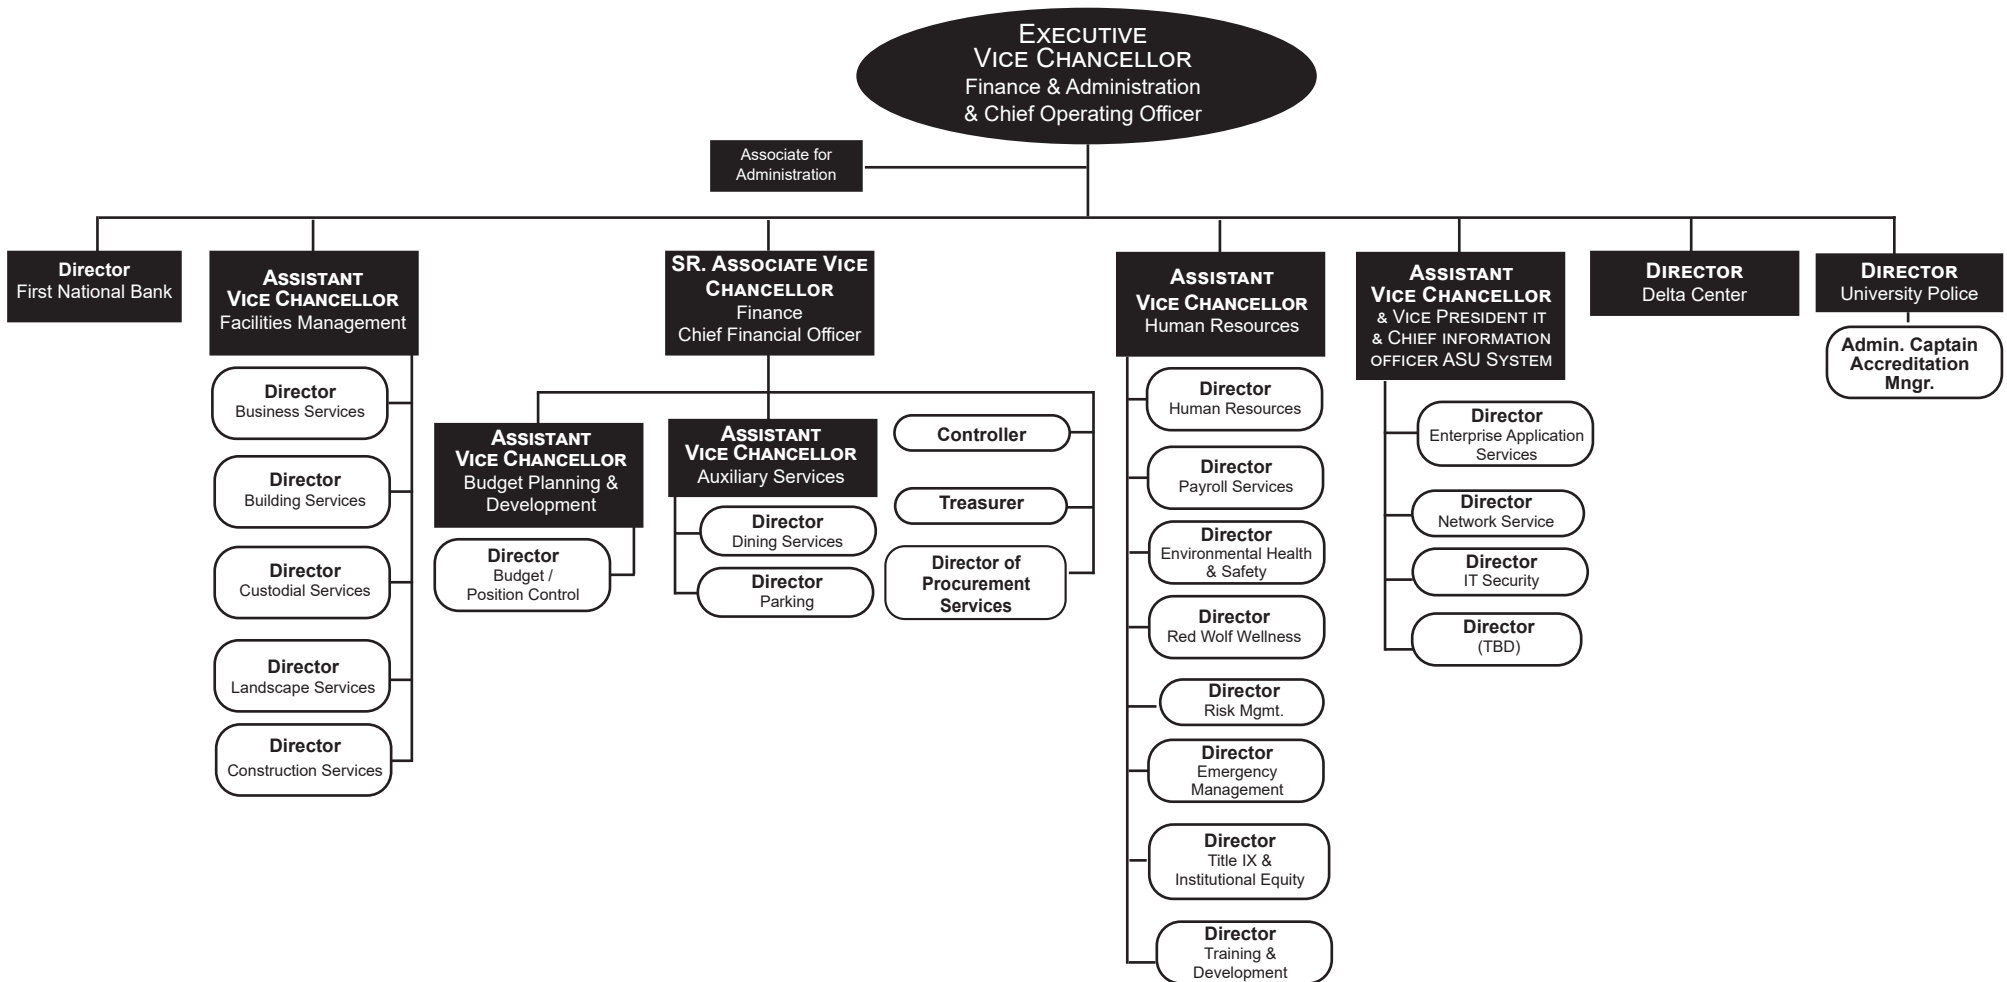 EXECUTIVE
VICE CHANCELLOR
Finance & Administration
& Chief Operating Officer
Associate for
Administration
Director
First National Bank
ASSISTANT
VICE CHANCELLOR
Facilities Management
Director
Business Services
Director
Building Services
Director
Custodial Services
Director
Landscape Services
Director
Construction Services
SR. ASSOCIATE VICE
CHANCELLOR
Finance
Chief Financial Officer
ASSISTANT
VICE CHANCELLOR
Budget Planning &
Development
Director
Budget /
Position Control
ASSISTANT
VICE CHANCELLOR
Auxiliary Services
Director
Dining Services
Director
Parking
Controller
Treasurer
Director of
Procurement
Services
ASSISTANT
VICE CHANCELLOR
Human Resources
Director
Human Resources
Director
Payroll Services
Director
Environmental Health
& Safety
Director
Red Wolf Wellness
Director
Risk Mgmt.
Director
Emergency
Management
Director
Title IX &
Institutional Equity
Director
Training &
Development
ASSISTANT
VICE CHANCELLOR
& VICE PRESIDENT IT
& CHIEF INFORMATION
OFFICER ASU SYSTEM
Director
Enterprise Application
Services
Director
Network Service
Director
IT Security
Director
(TBD)
DIRECTOR
Delta Center
DIRECTOR
University Police
Admin. Captain
Accreditation
Mngr.